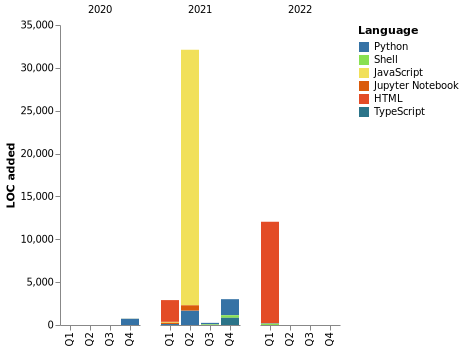 2020 2021 2022
Language
Python
Shell
JavaScript
Jupyter Notebook
HTML
TypeScript
LOC added
35,000
30,000
25,000
20,000
15,000
10,000
5,000
0
Q1 Q2 Q3 Q4 Q1 Q2 Q3 Q4 Q1 Q2 Q3 Q4